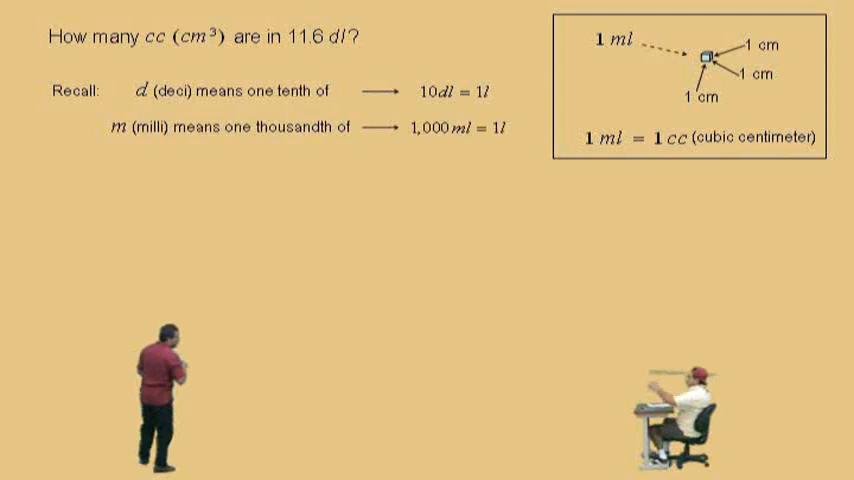 How many cc (cm³) are in 11.6 dl?
Recall: d (deci) means one tenth of 10dl = 1l
m (milli) means one thousandth of 1,000 ml = 1l
1 ml
1 cm
1 cm
1 cm
1 ml = 1 cc (cubic centimeter)